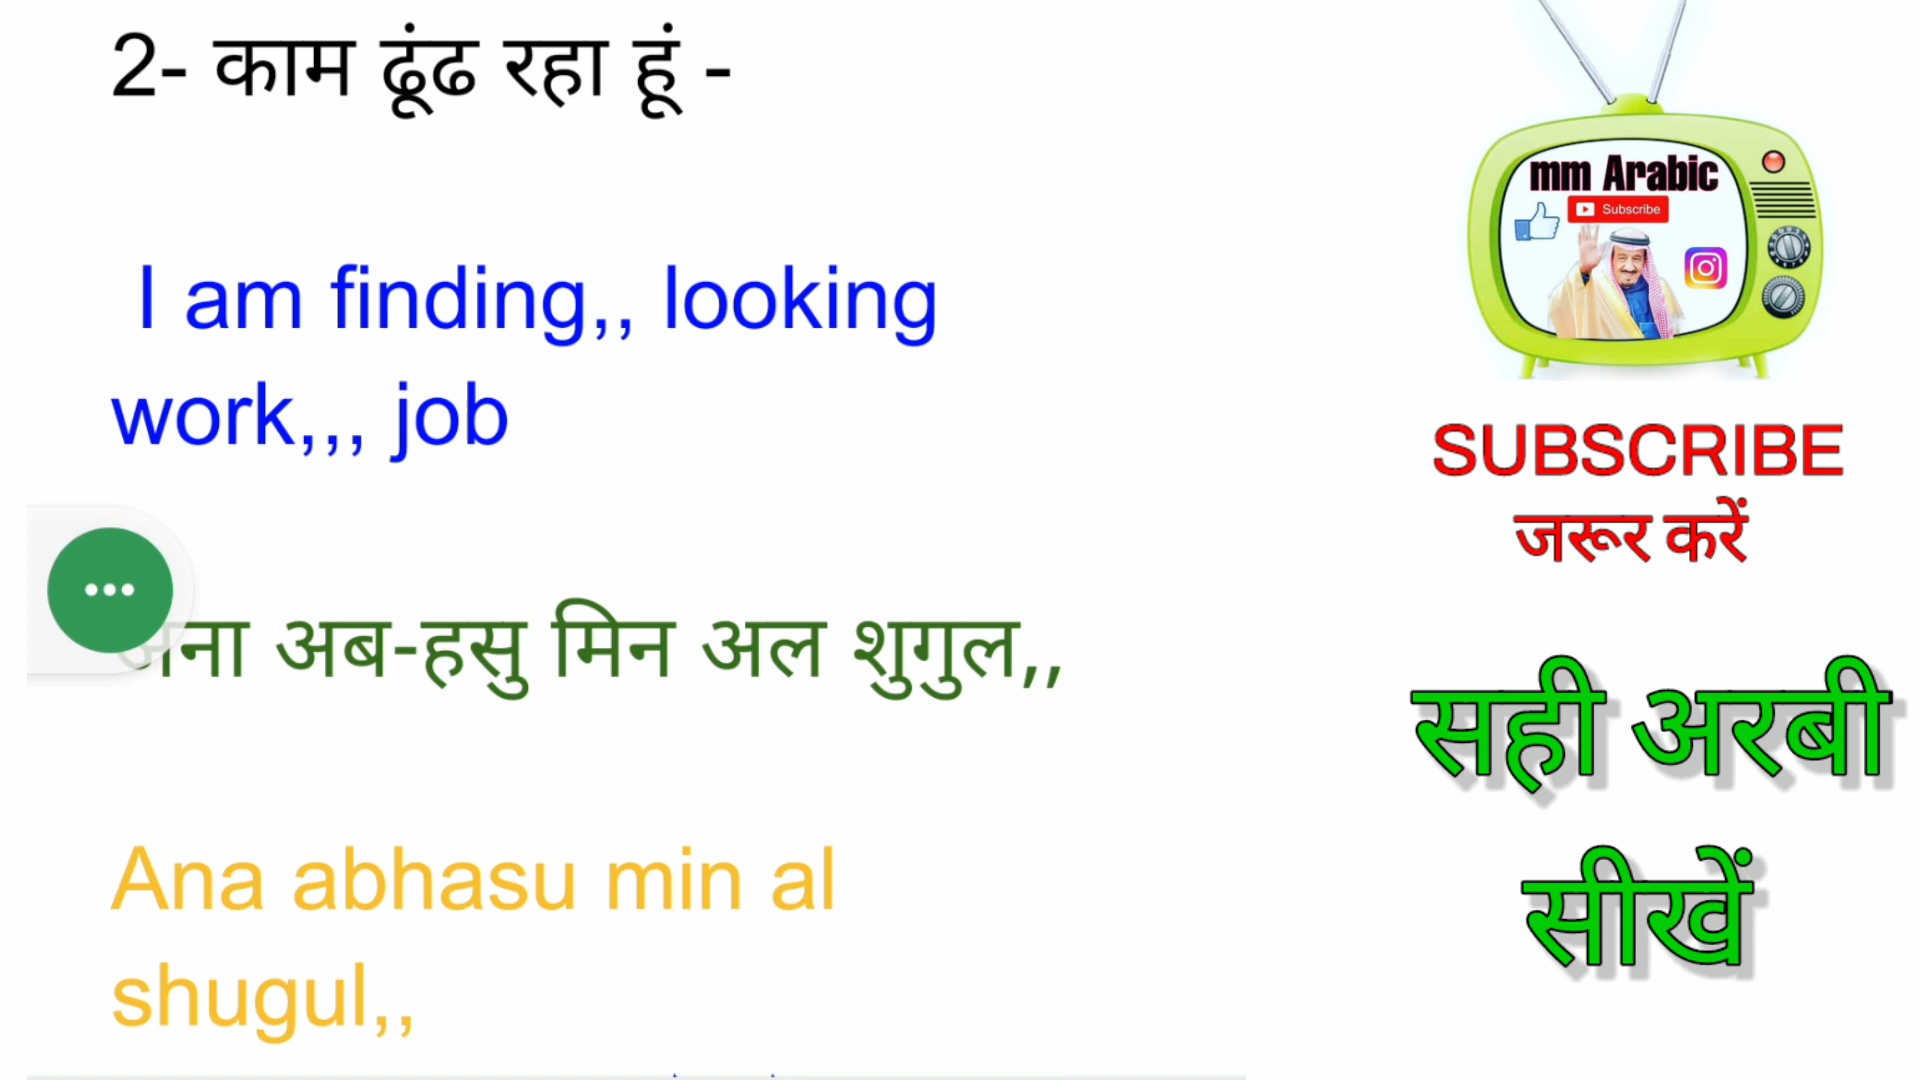 2- काम ढूंढ रहा हूं -
I am finding,, looking
work,,, job
अना अब-हसु मिन अल शुगुल,,
Ana abhasu min al
shugul,,
mm Arabic
Subscribe
SUBSCRIBE
जरूर करें
सही अरबी
सीखें